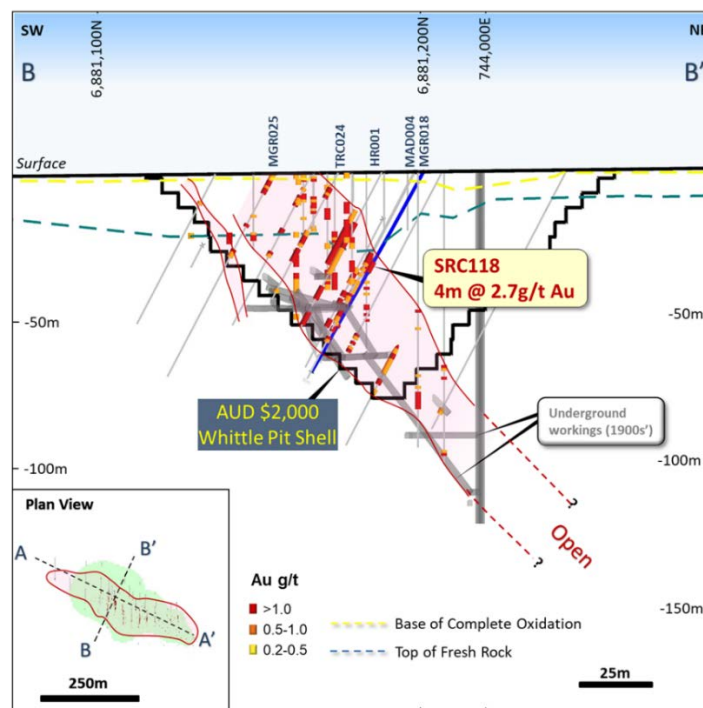 SW
B
6,881,100N
6,881,200N
744,000E
B’
Surface
MGR025
TRC024
HR001
MAD004
MGR018
SRC118
4m @ 2.7g/t Au
-50m
-50m
AUD $2,000
Whittle Pit Shell
Underground
workings (1900s’)
-100m
-100m
?
?
Open
Plan View
A
B’
B
A’
250m
Au g/t
>1.0
0.5-1.0
0.2-0.5
Base of Complete Oxidation
Top of Fresh Rock
-150m
25m